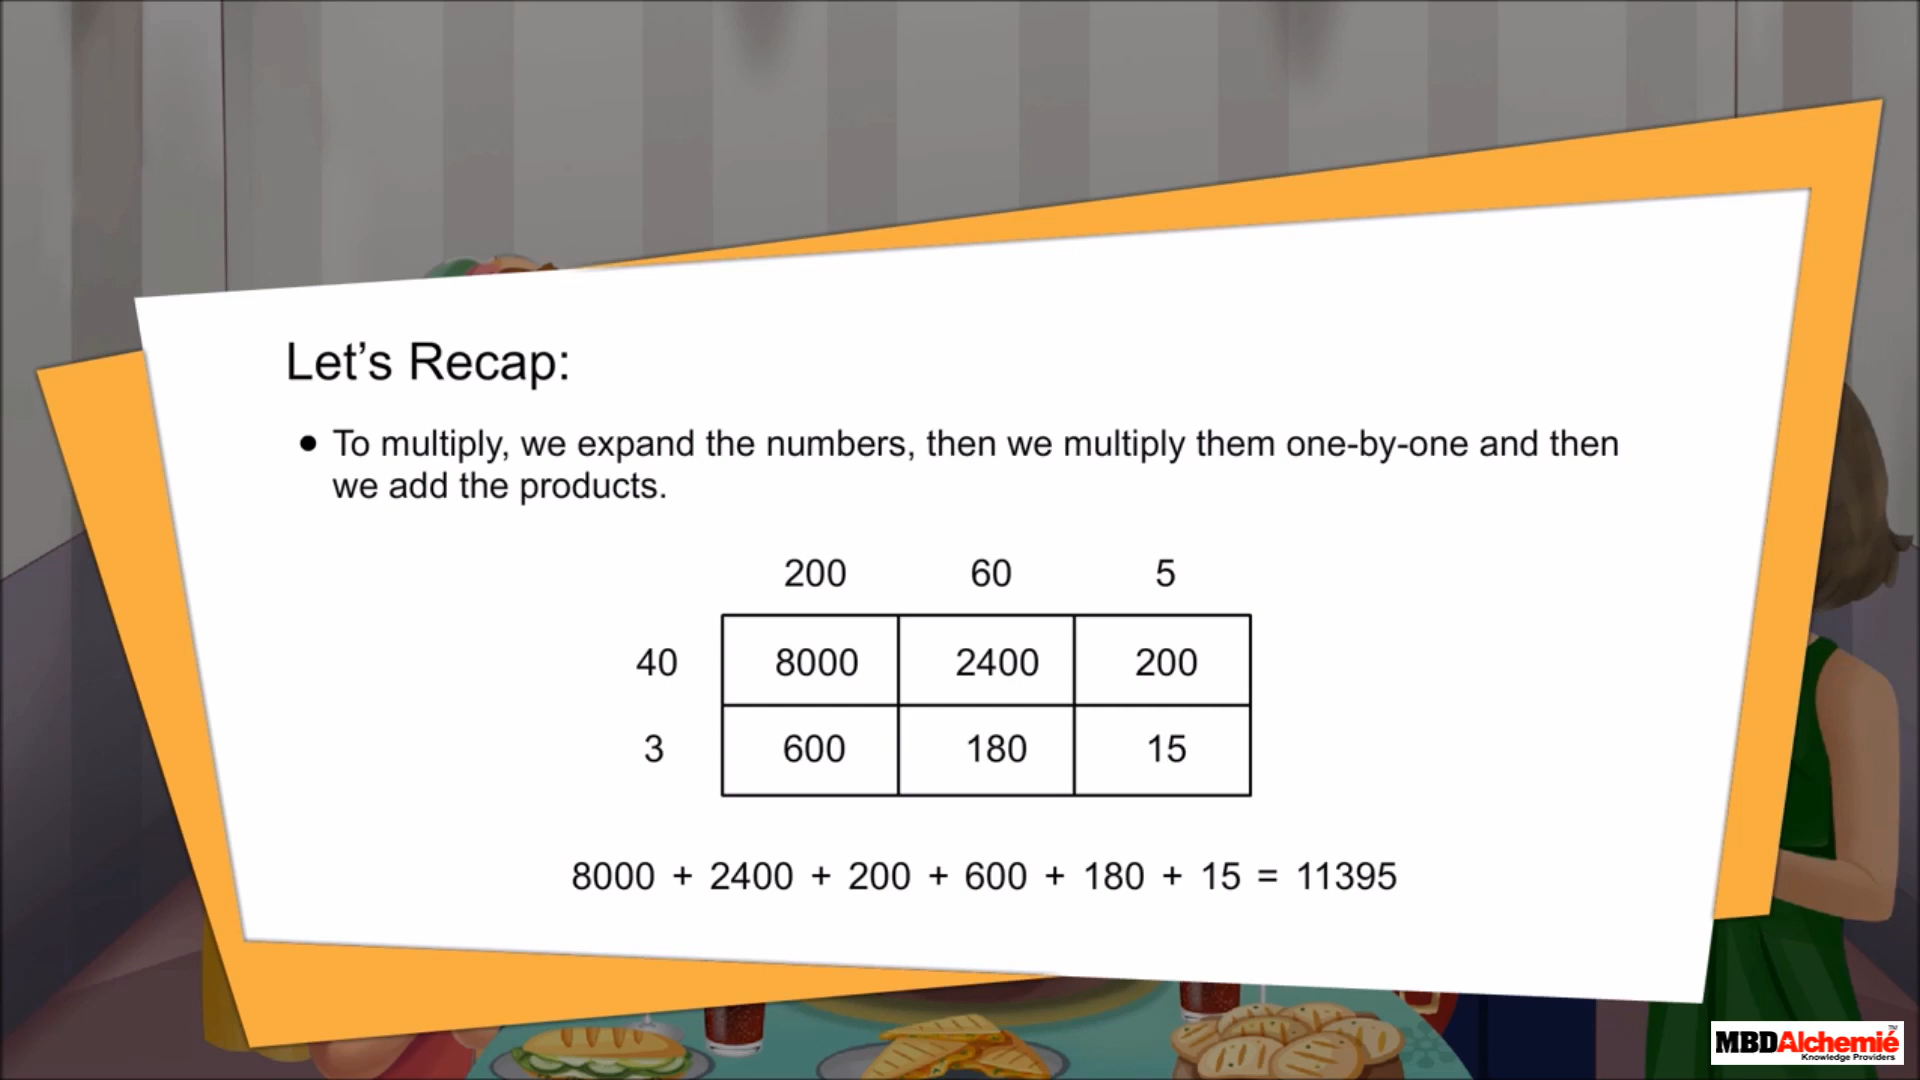 Let's Recap:
● To multiply, we expand the numbers, then we multiply them one-by-one and then
we add the products.
200 60 5
40 8000 2400 200
3 600 180 15
8000 + 2400 + 200 + 600 + 180 + 15 = 11395
MBDAlchemié™
Knowledge Providers